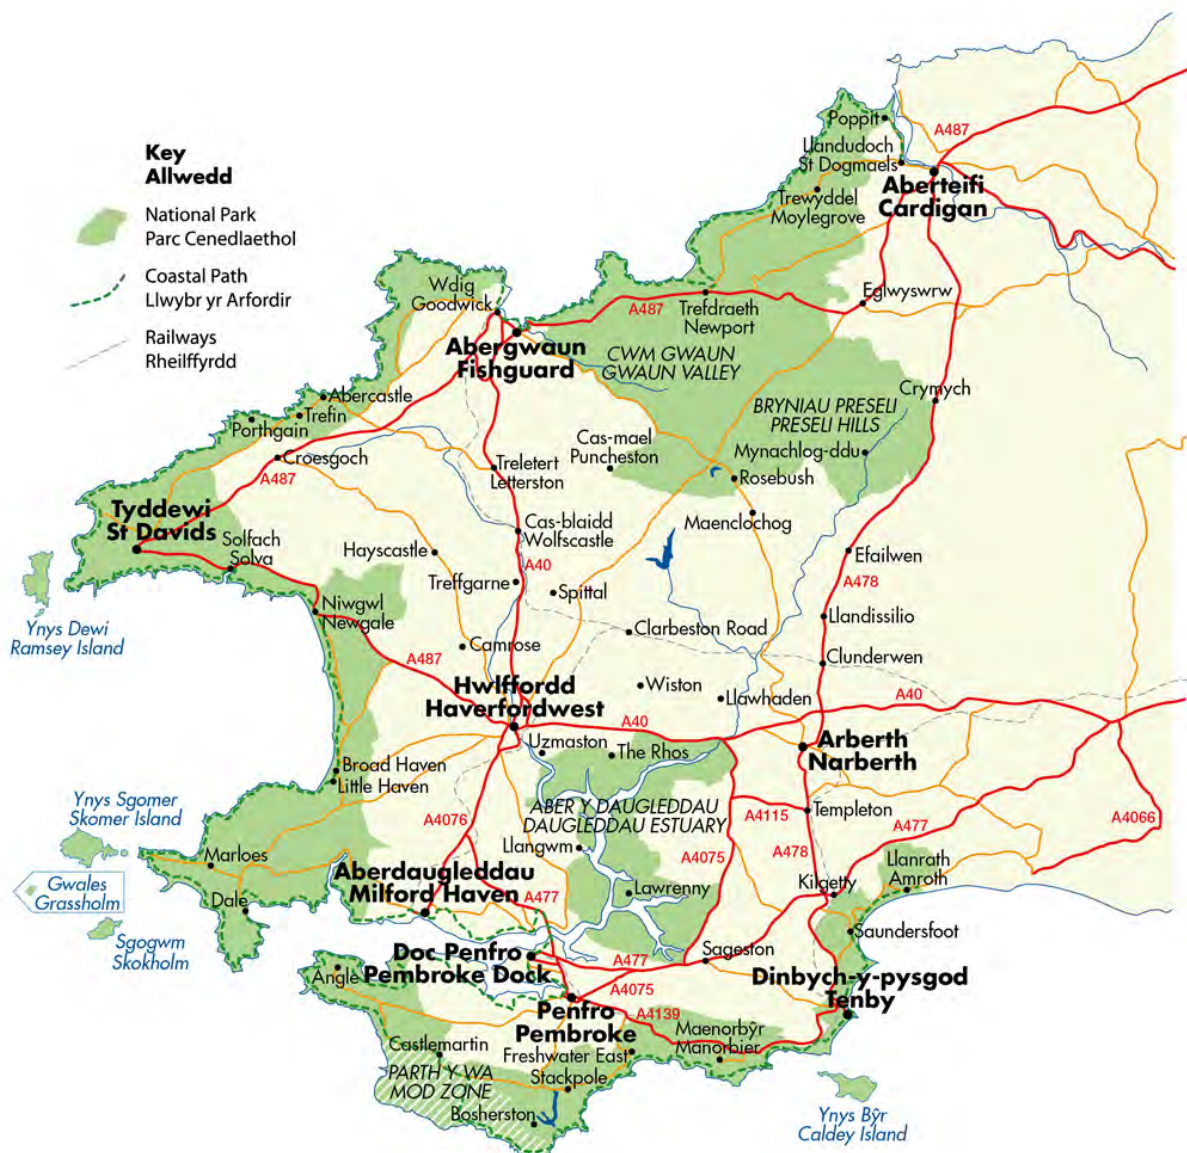 Key
Allwedd
National Park
Parc Cenedlaethol
Coastal Path
Llwybr yr Arfordir
Railways
Rheilffyrdd
Poppit
Llandudoch
St Dogmaels
A487
Aberteifi
Cardigan
Trewyddel
Moylegrove
Wdig
Goodwick
Eglwyswrw
A487
Trefdraeth
Newport
Abergwaun
Fishguard
CWM GWAUN
GWAUN VALLEY
Crymych
Abercastle
Trefin
Porthgain
BRYNIAU PRESELI
PRESELI HILLS
Cas-mael
Puncheston
Mynachlog-ddu
Croesgoch
A487
Treletert
Letterston
Rosebush
Tyddewi
St Davids
Cas-blaidd
Wolfscastle
Maenclochog
Solfach
Solva
Hayscastle
A40
Efailwen
Treffgarne
Spittal
A478
Niwgwl
Newgale
Llandissilio
Ynys Dewi
Ramsey Island
Clarbeston Road
Camrose
A487
Clunderwen
Hwlffordd
Haverfordwest
Wiston
Llawhaden
A40
A40
Uzmaston
The Rhos
Arberth
Narberth
Broad Haven
Little Haven
Ynys Sgomer
Skomer Island
ABER Y DAUGLEDDAU
DAUGLEDDAU ESTUARY
A4076
A4115
Templeton
A477
A4066
Llangwm
A4075
A478
Marloes
Llanrath
Amroth
Aberdaugleddau
Milford Haven
Kilgetty
Gwales
Grassholm
Lawrenny
A477
Dale
Sgogwm
Skokholm
Saundersfoot
Doc Penfro
Pembroke Dock
Sageston
A477
Angle
A4075
Dinbych-y-pysgod
Tenby
Penfro
Pembroke
A4139
Maenorbŷr
Manorbier
Castlemartin
Freshwater East
PARTH Y WA
MOD ZONE
Stackpole
Bosherston
Ynys Bŷr
Caldey Island